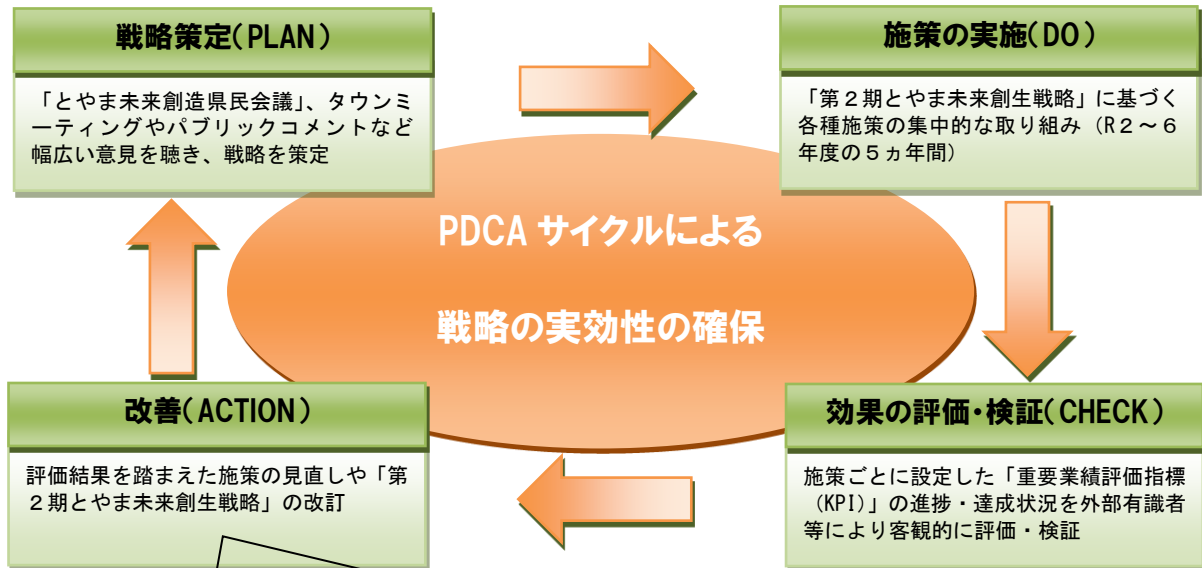 戦略策定(PLAN)
「とやま未来創造県民会議」、タウンミ
ーティングやパブリックコメントなど
幅広い意見を聴き、戦略を策定
施策の実施(DO)
「第２期とやま未来創生戦略」に基づく
各種施策の集中的な取り組み（R２～６
年度の５ヵ年間）
PDCA サイクルによる
戦略の実効性の確保
改善(ACTION)
評価結果を踏まえた施策の見直しや「第
２期とやま未来創生戦略」の改訂
効果の評価・検証(CHECK)
施策ごとに設定した「重要業績評価指標
（KPI）」の進捗・達成状況を外部有識者
等により客観的に評価・検証